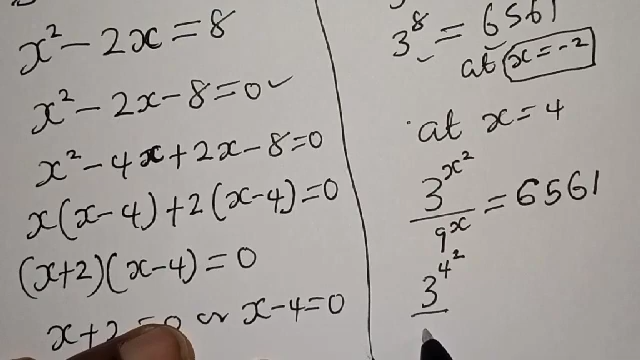 x² - 2x = 8
x² - 2x - 8 = 0 ✓
x² - 4x + 2x - 8 = 0
x(x-4) + 2(x-4) = 0
(x+2)(x-4) = 0
x+2 = 0 or x-4 = 0
3⁸ = 6561
at x = -2
at x = 4
3^x² / 9^x = 6561
3^4²